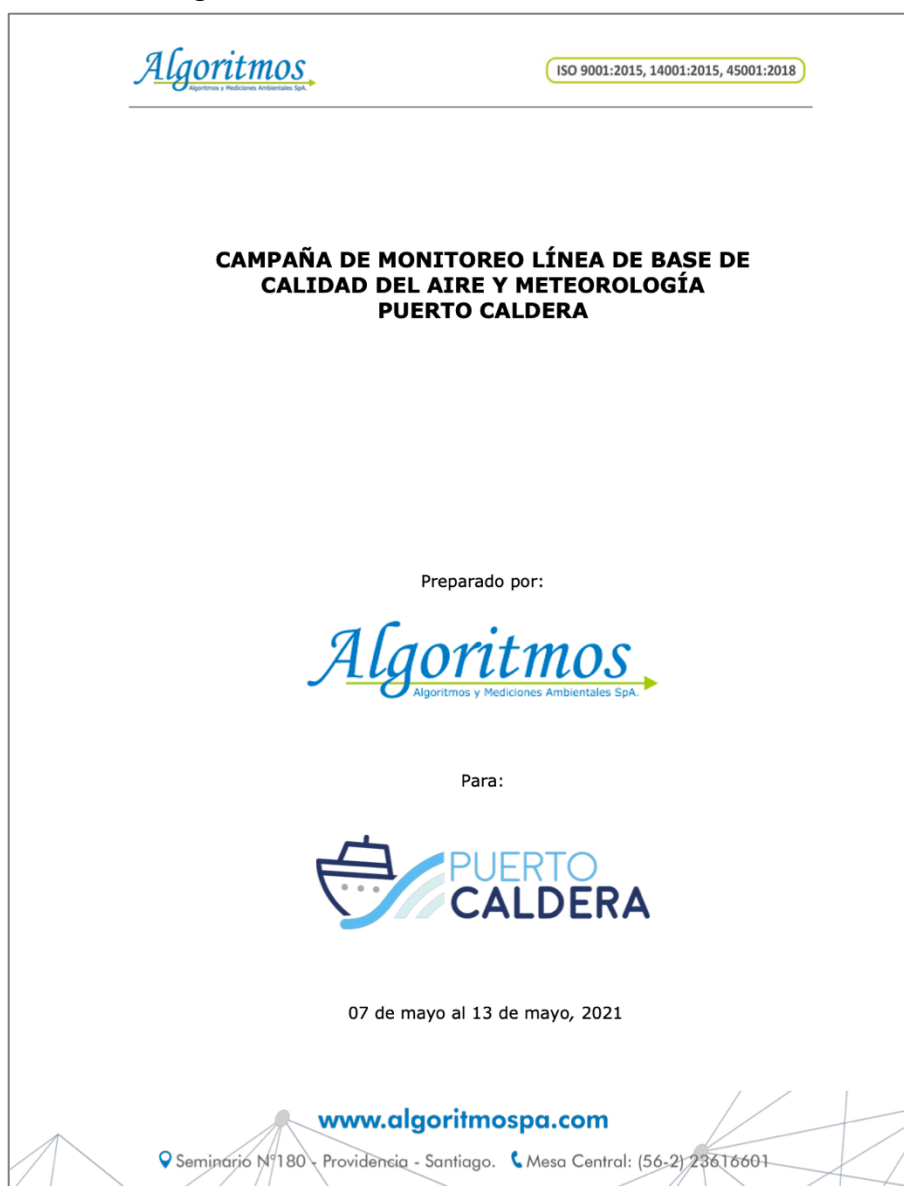 Algoritmos
Algoritmos y Mediciones Ambientales SpA.
ISO 9001:2015, 14001:2015, 45001:2018
CAMPAÑA DE MONITOREO LÍNEA DE BASE DE
CALIDAD DEL AIRE Y METEOROLOGÍA
PUERTO CALDERA
Preparado por:
Algoritmos
Algoritmos y Mediciones Ambientales SpA.
Para:
PUERTO
CALDERA
07 de mayo al 13 de mayo, 2021
www.algoritmospa.com
Seminario N°180 - Providencia - Santiago. Mesa Central: (56-2) 23616601